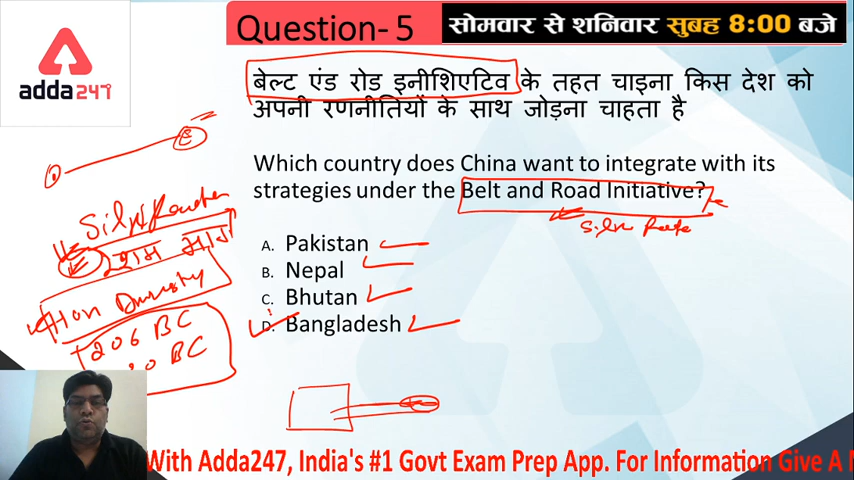 Question- 5
सोमवार से शनिवार सुबह 8:00 बजे
adda247
बेल्ट एंड रोड इनीशिएटिव के तहत चाइना किस देश को
अपनी रणनीतियों के साथ जोड़ना चाहता है
Which country does China want to integrate with its
strategies under the Belt and Road Initiative?
Silk Route
रेशम मार्ग
Han Dynasty
206 BC
BC
A. Pakistan
B. Nepal
C. Bhutan
D. Bangladesh
With Adda247, India's #1 Govt Exam Prep App. For Information Give A